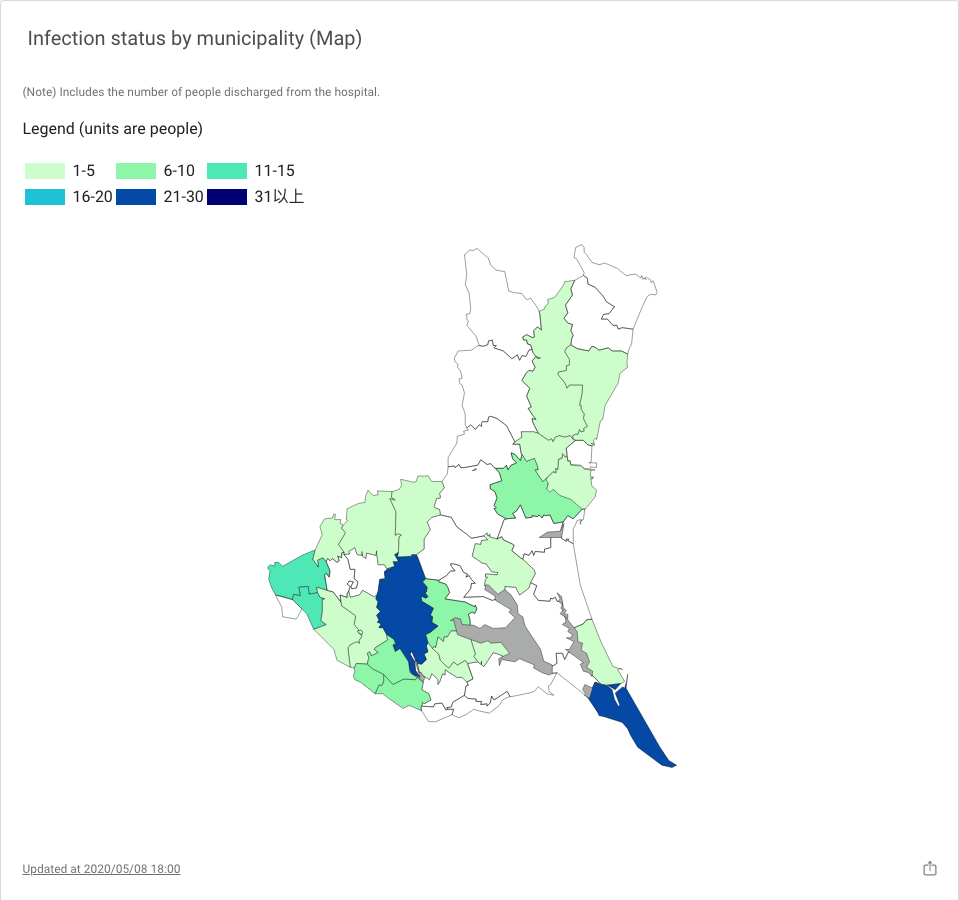 Infection status by municipality (Map)
(Note) Includes the number of people discharged from the hospital.
Legend (units are people)
1-5 6-10 11-15
16-20 21-30 31以上
Updated at 2020/05/08 18:00